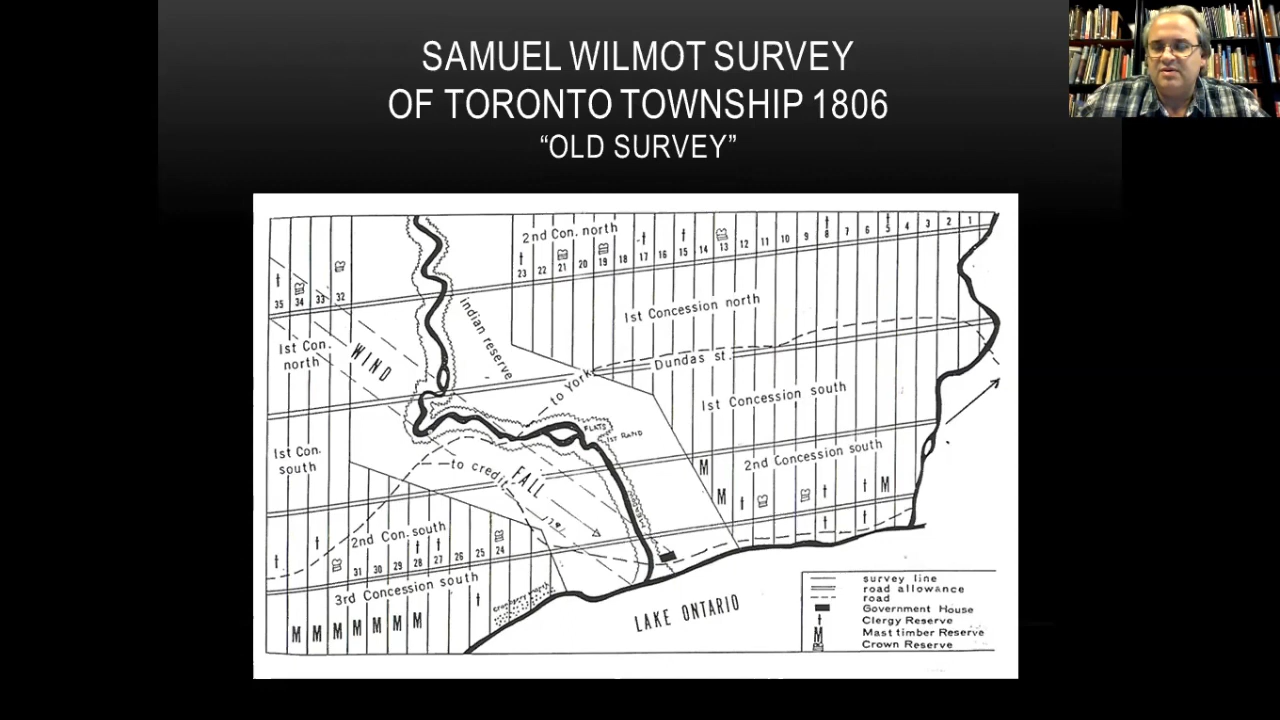 SAMUEL WILMOT SURVEY
OF TORONTO TOWNSHIP 1806
“OLD SURVEY”
2nd Con. north
23 22 21 20 19 18 17 16 15 14 13 12 11 10 9 8 7 6 5 4 3 2 1
35 34 33 32
Indian reserve
1st Concession north
1st Con.
north
WIND
Dundas st.
to York
1st Concession south
FLATS
1ST RAND
1st Con.
south
2nd Concession south
M
to credit
FALL
M
M
2nd Con. south
31 30 29 28 27 26 25 24
3rd Concession south
M M M M M M M
LAKE ONTARIO
survey line
road allowance
road
Government House
Clergy Reserve
M Mast timber Reserve
Crown Reserve